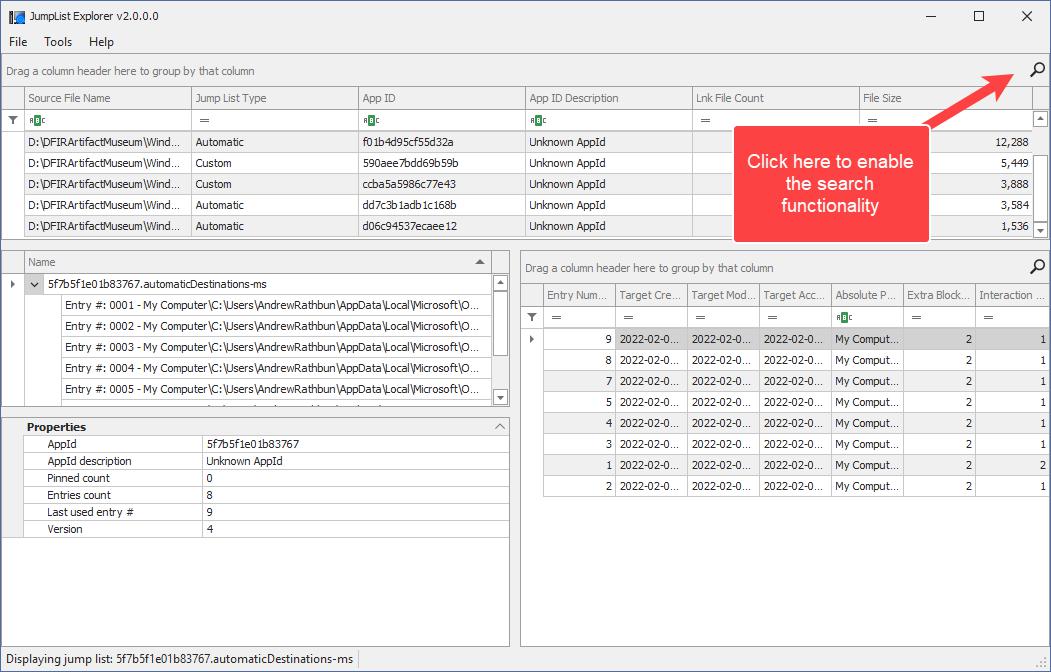 JumpList Explorer v2.0.0.0
File Tools Help
Drag a column header here to group by that column
Source File Name Jump List Type App ID App ID Description Lnk File Count File Size
ABC = ABC ABC = =
D:\DFIRArtifactMuseum\Wind... Automatic f01b4d95cf55d32a Unknown AppId 12,288
D:\DFIRArtifactMuseum\Wind... Custom 590aee7bdd69b59b Unknown AppId 5,449
D:\DFIRArtifactMuseum\Wind... Custom ccba5a5986c77e43 Unknown AppId 3,888
D:\DFIRArtifactMuseum\Wind... Automatic dd7c3b1adb1c168b Unknown AppId 3,584
D:\DFIRArtifactMuseum\Wind... Automatic d06c94537ecaee12 Unknown AppId 1,536
Click here to enable
the search
functionality
Name
5f7b5f1e01b83767.automaticDestinations-ms
Entry #: 0001 - My Computer\C:\Users\AndrewRathbun\AppData\Local\Microsoft\O...
Entry #: 0002 - My Computer\C:\Users\AndrewRathbun\AppData\Local\Microsoft\O...
Entry #: 0003 - My Computer\C:\Users\AndrewRathbun\AppData\Local\Microsoft\O...
Entry #: 0004 - My Computer\C:\Users\AndrewRathbun\AppData\Local\Microsoft\O...
Entry #: 0005 - My Computer\C:\Users\AndrewRathbun\AppData\Local\Microsoft\O...
Properties
AppId 5f7b5f1e01b83767
AppId description Unknown AppId
Pinned count 0
Entries count 8
Last used entry # 9
Version 4
Drag a column header here to group by that column
Entry Num... Target Cre... Target Mod... Target Acc... Absolute P... Extra Block... Interaction ...
= = = = ABC = =
9 2022-02-0... 2022-02-0... 2022-02-0... My Comput... 2 1
8 2022-02-0... 2022-02-0... 2022-02-0... My Comput... 2 1
7 2022-02-0... 2022-02-0... 2022-02-0... My Comput... 2 1
5 2022-02-0... 2022-02-0... 2022-02-0... My Comput... 2 1
4 2022-02-0... 2022-02-0... 2022-02-0... My Comput... 2 1
3 2022-02-0... 2022-02-0... 2022-02-0... My Comput... 2 1
1 2022-02-0... 2022-02-0... 2022-02-0... My Comput... 2 2
2 2022-02-0... 2022-02-0... 2022-02-0... My Comput... 2 1
Displaying jump list: 5f7b5f1e01b83767.automaticDestinations-ms